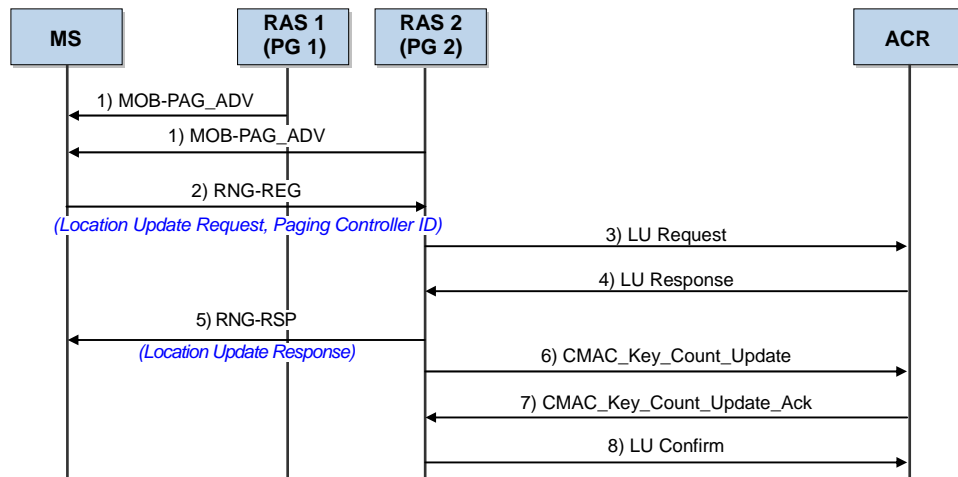 MS
RAS 1
(PG 1)
RAS 2
(PG 2)
ACR
1) MOB-PAG_ADV
1) MOB-PAG_ADV
2) RNG-REG
(Location Update Request, Paging Controller ID)
3) LU Request
4) LU Response
5) RNG-RSP
(Location Update Response)
6) CMAC_Key_Count_Update
7) CMAC_Key_Count_Update_Ack
8) LU Confirm